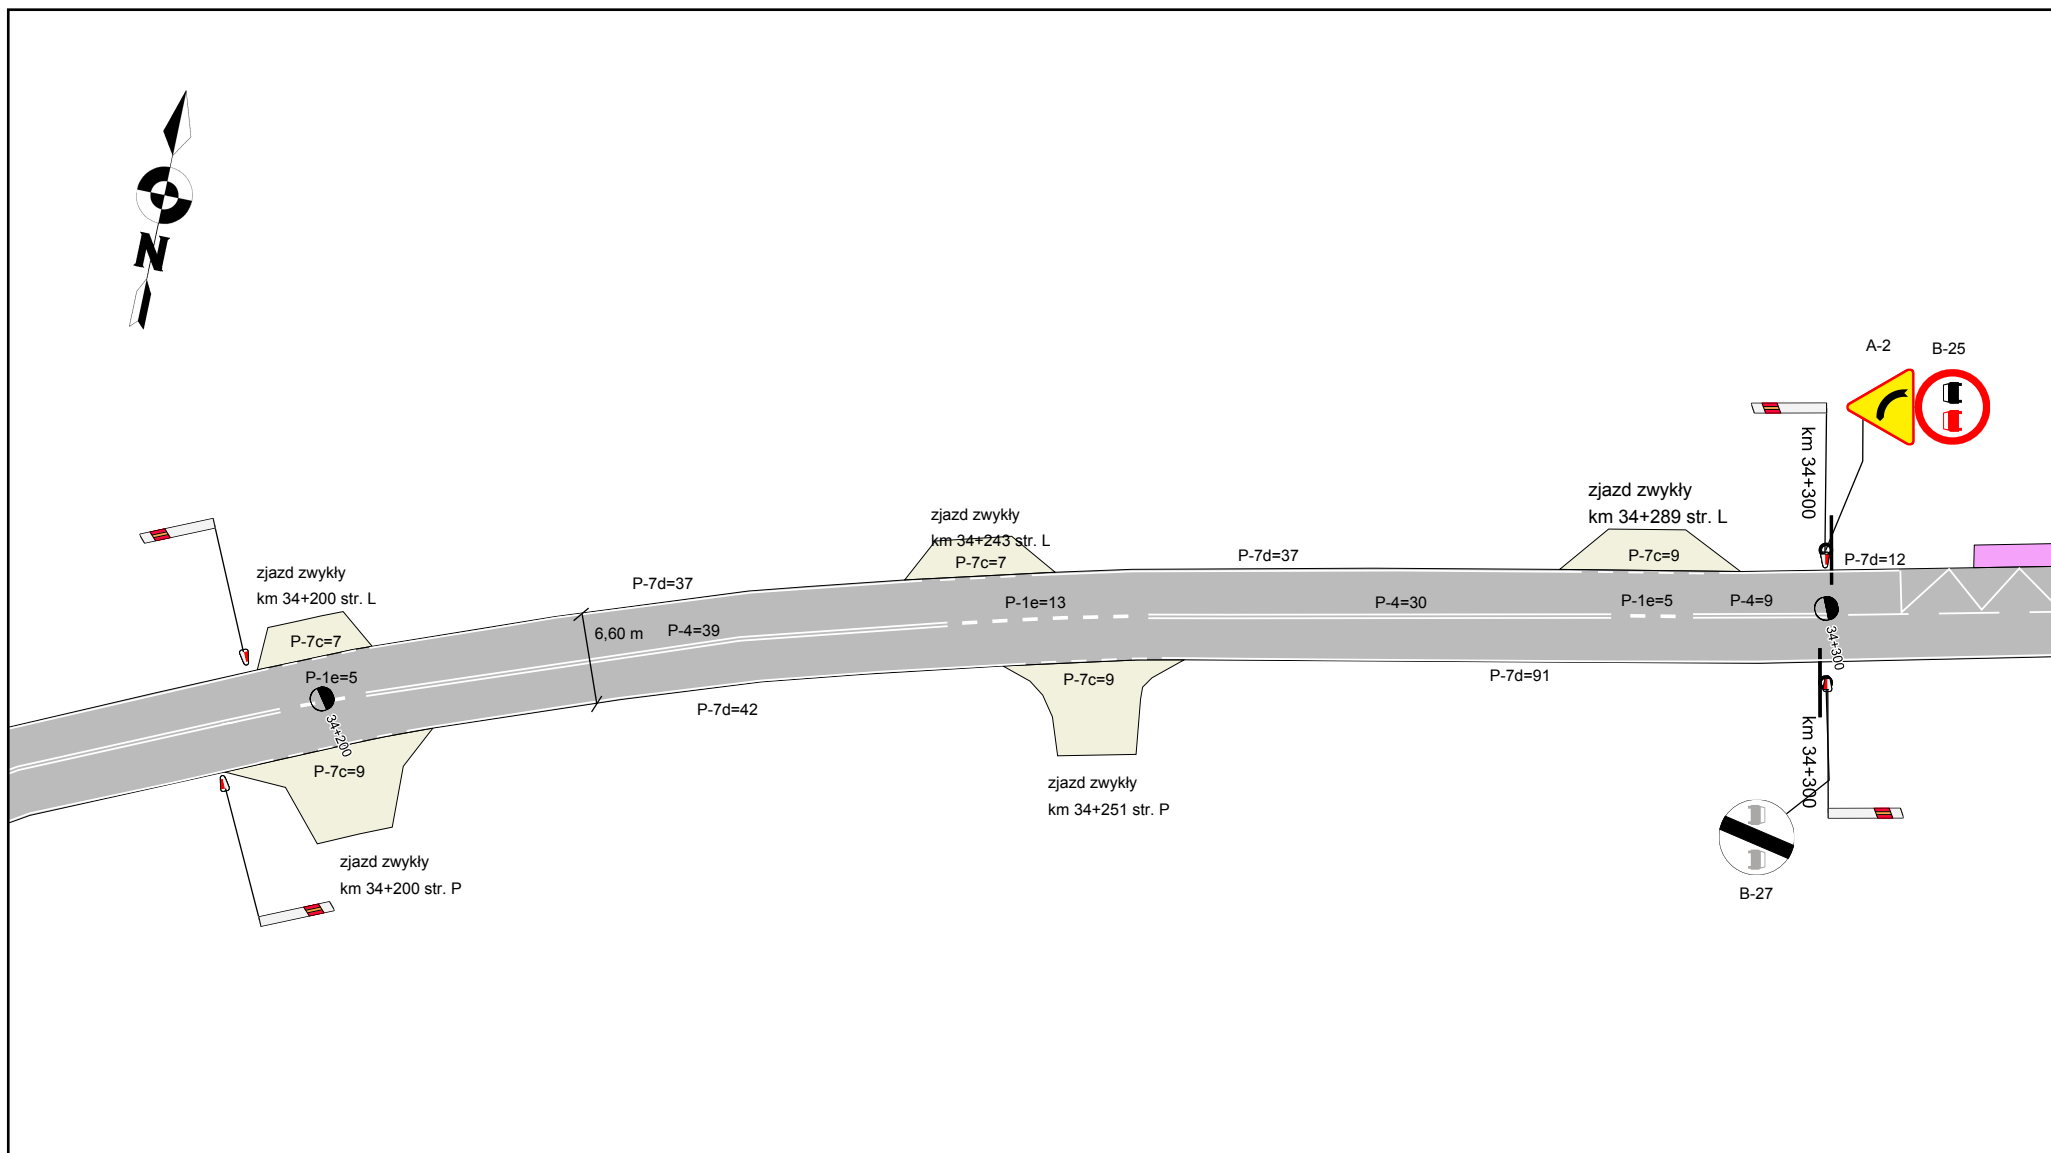 N
A-2
B-25
km 34+300
zjazd zwykły
km 34+289 str. L
zjazd zwykły
km 34+243 str. L
P-7c=7
P-7d=37
P-7c=9
P-7d=12
zjazd zwykły
km 34+200 str. L
P-7d=37
P-7c=7
6,60 m
P-4=39
P-1e=13
P-4=30
P-1e=5
P-4=9
34+300
P-1e=5
34+200
P-7d=42
P-7c=9
P-7d=91
P-7c=9
zjazd zwykły
km 34+251 str. P
km 34+300
zjazd zwykły
km 34+200 str. P
B-27